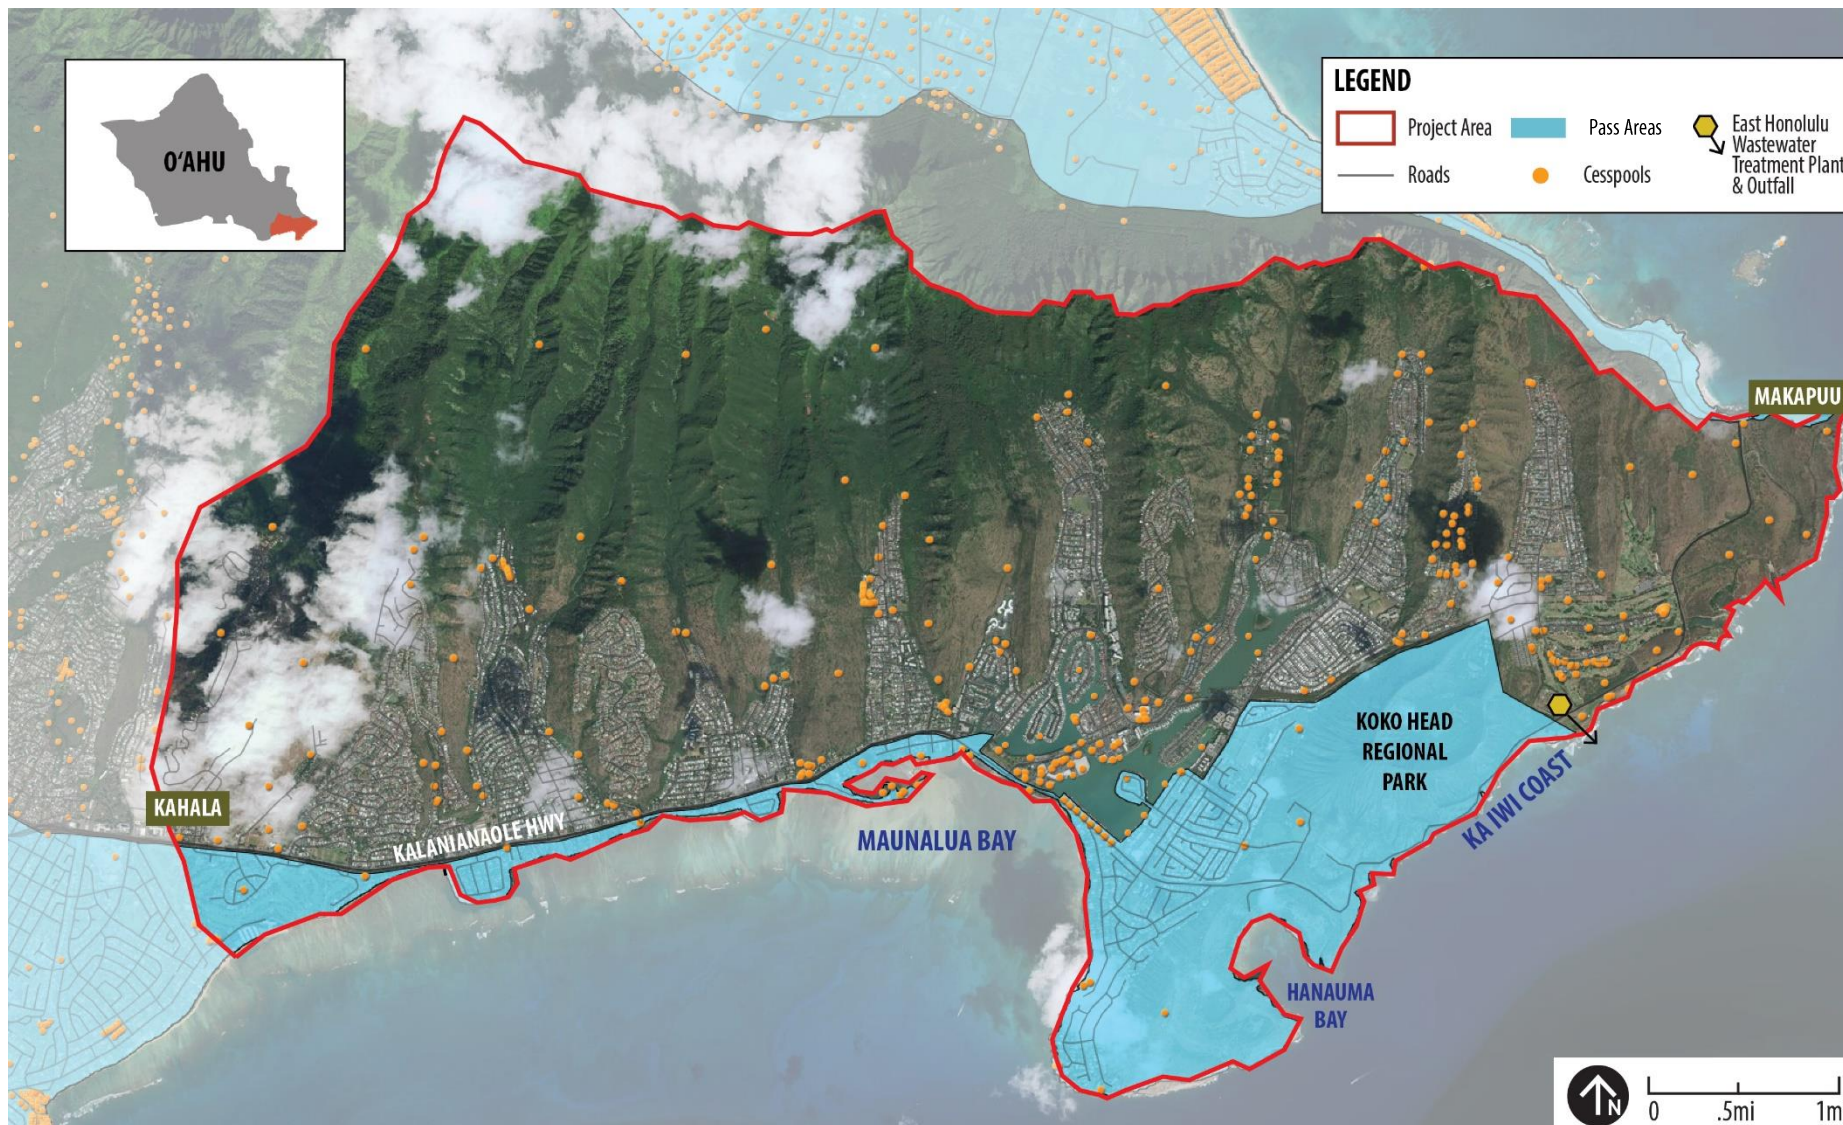 O‘AHU
LEGEND
Project Area
Pass Areas
East Honolulu
Wastewater
Treatment Plant
& Outfall
Roads
Cesspools
MAKAPUU
KOKO HEAD
REGIONAL
PARK
KAHALA
KALANIANAOLE HWY
MAUNALUA BAY
KA IWI COAST
HANAUMA
BAY
N
0 .5mi 1m